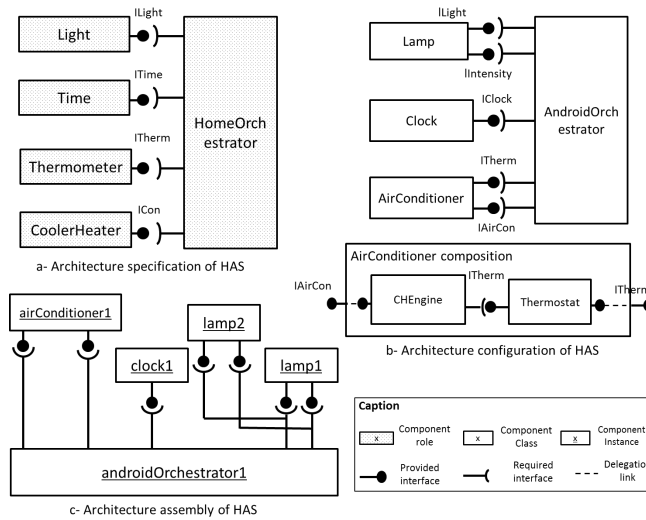 ILight
Light
ITime
Time
ITherm
Thermometer
ICon
CoolerHeater
HomeOrch
estrator
a- Architecture specification of HAS
ILight
Lamp
IIntensity
IClock
Clock
ITherm
AirConditioner
IAirCon
AndroidOrch
estrator
AirConditioner composition
IAirCon
CHEngine
ITherm
Thermostat
ITherm
b- Architecture configuration of HAS
airConditioner1
clock1
lamp2
lamp1
androidOrchestrator1
c- Architecture assembly of HAS
Caption
x
Component
role
x
Component
Class
x
Component
Instance
Provided
interface
Required
interface
Delegation
link